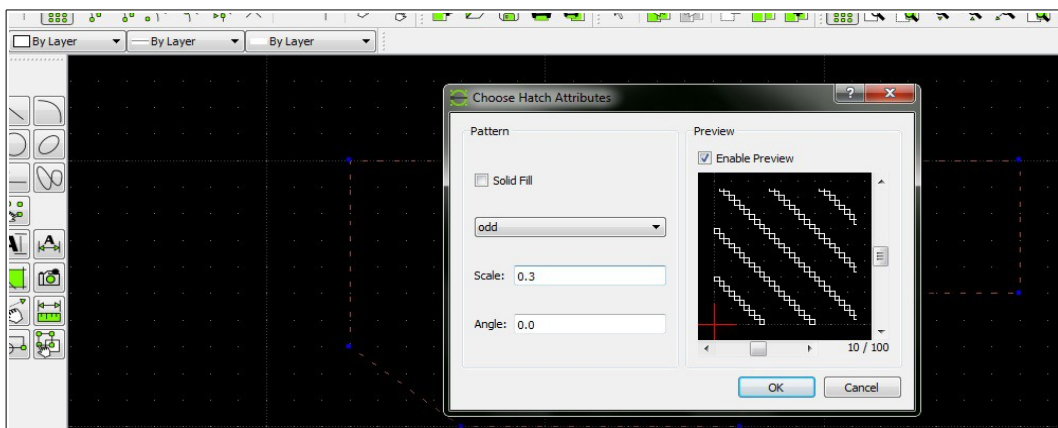 By Layer By Layer By Layer
Choose Hatch Attributes ?
Pattern
Preview
Enable Preview
Solid Fill
odd
Scale: 0.3
Angle: 0.0
10 / 100
OK Cancel